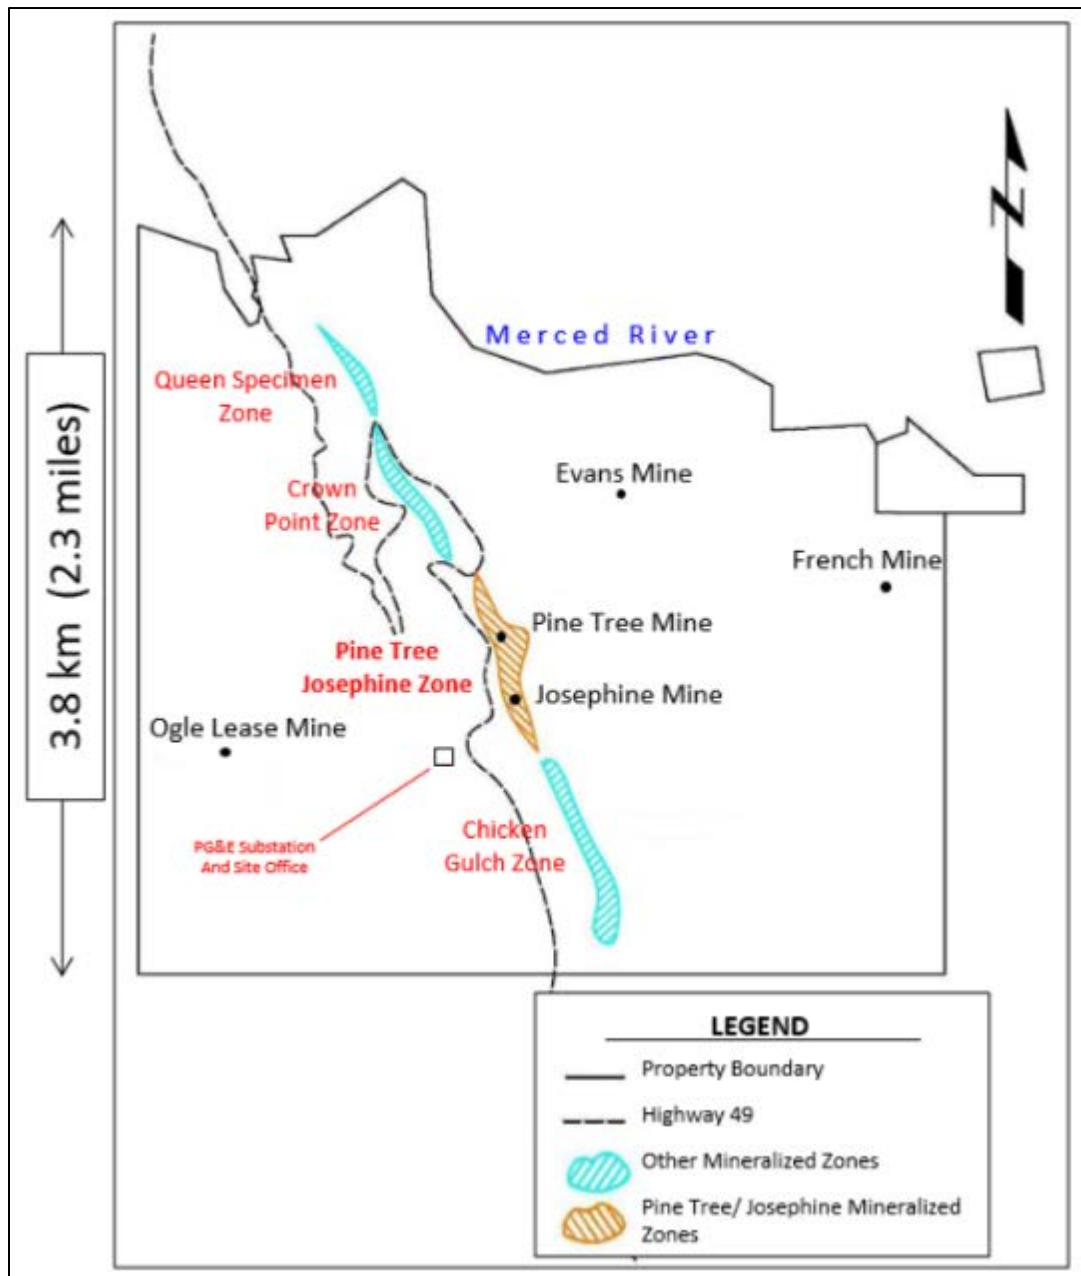 N
Merced River
Queen Specimen
Zone
3.8 km (2.3 miles)
Evans Mine
Crown
Point Zone
French Mine
Pine Tree Mine
Pine Tree
Josephine Zone
Josephine Mine
Ogle Lease Mine
Chicken
Gulch Zone
PG&E Substation
And Site Office
LEGEND
Property Boundary
Highway 49
Other Mineralized Zones
Pine Tree/ Josephine Mineralized
Zones